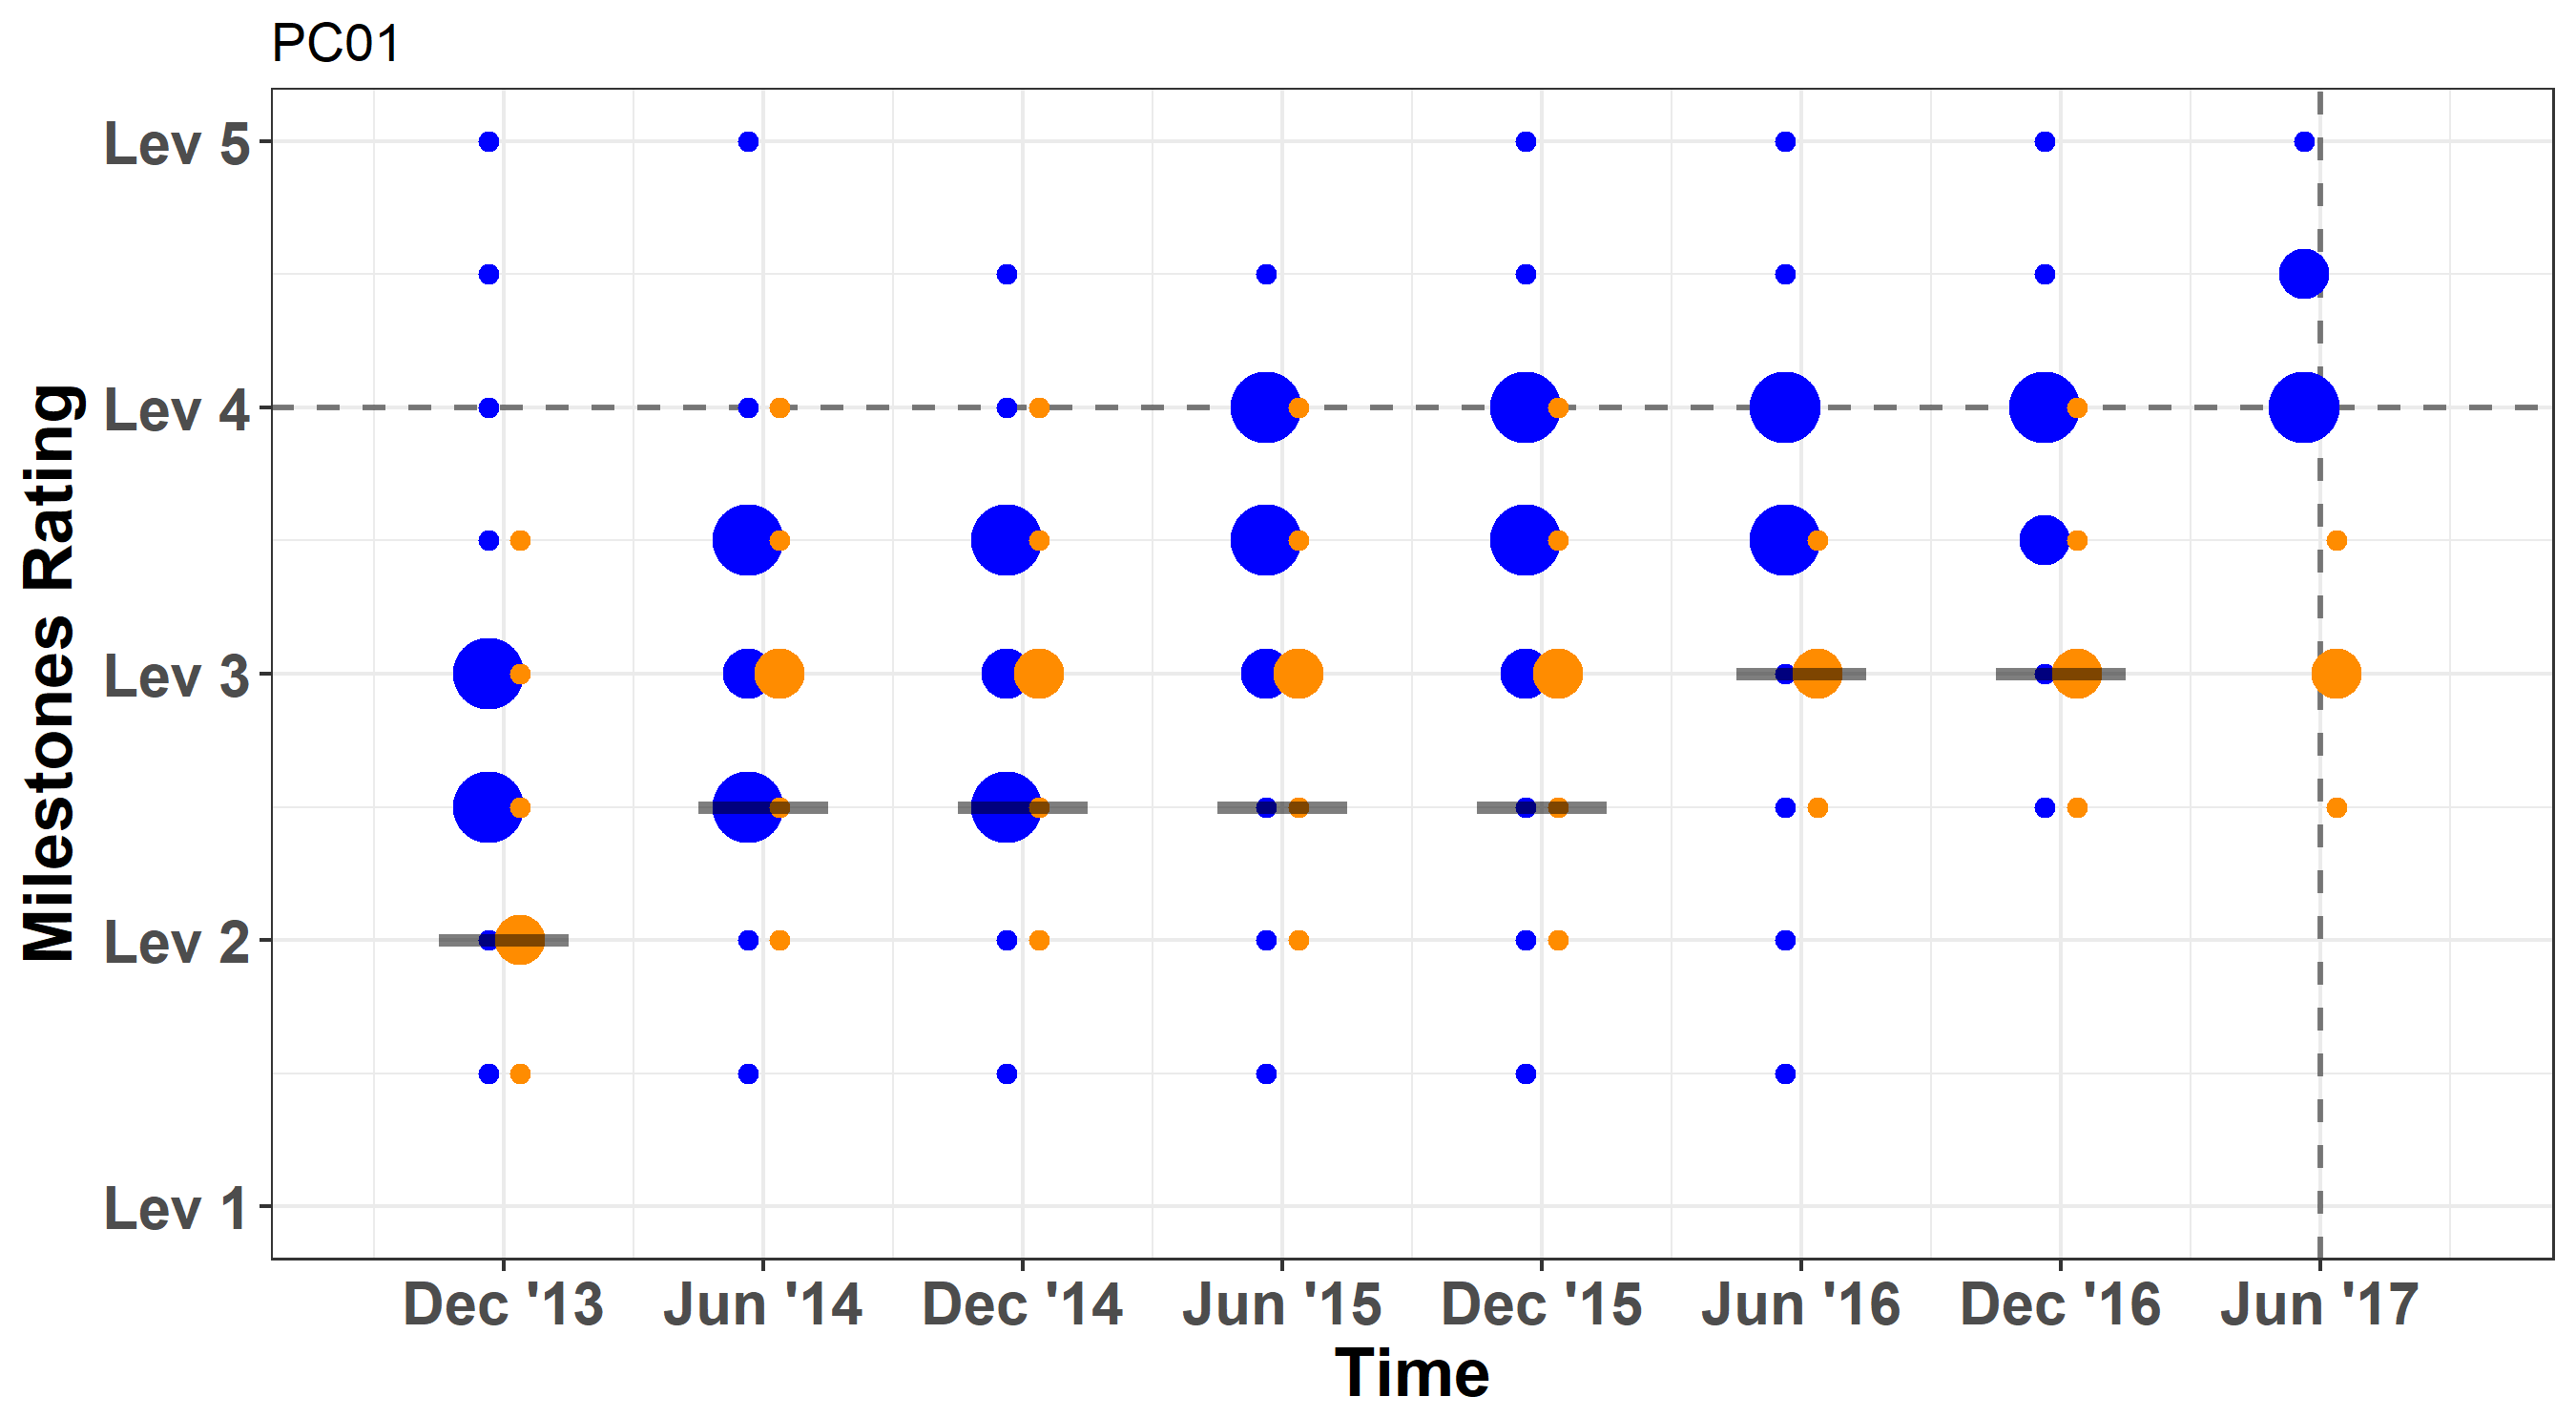 PC01
Milestones Rating
Lev 5
Lev 4
Lev 3
Lev 2
Lev 1
Dec '13 Jun '14 Dec '14 Jun '15 Dec '15 Jun '16 Dec '16 Jun '17
Time